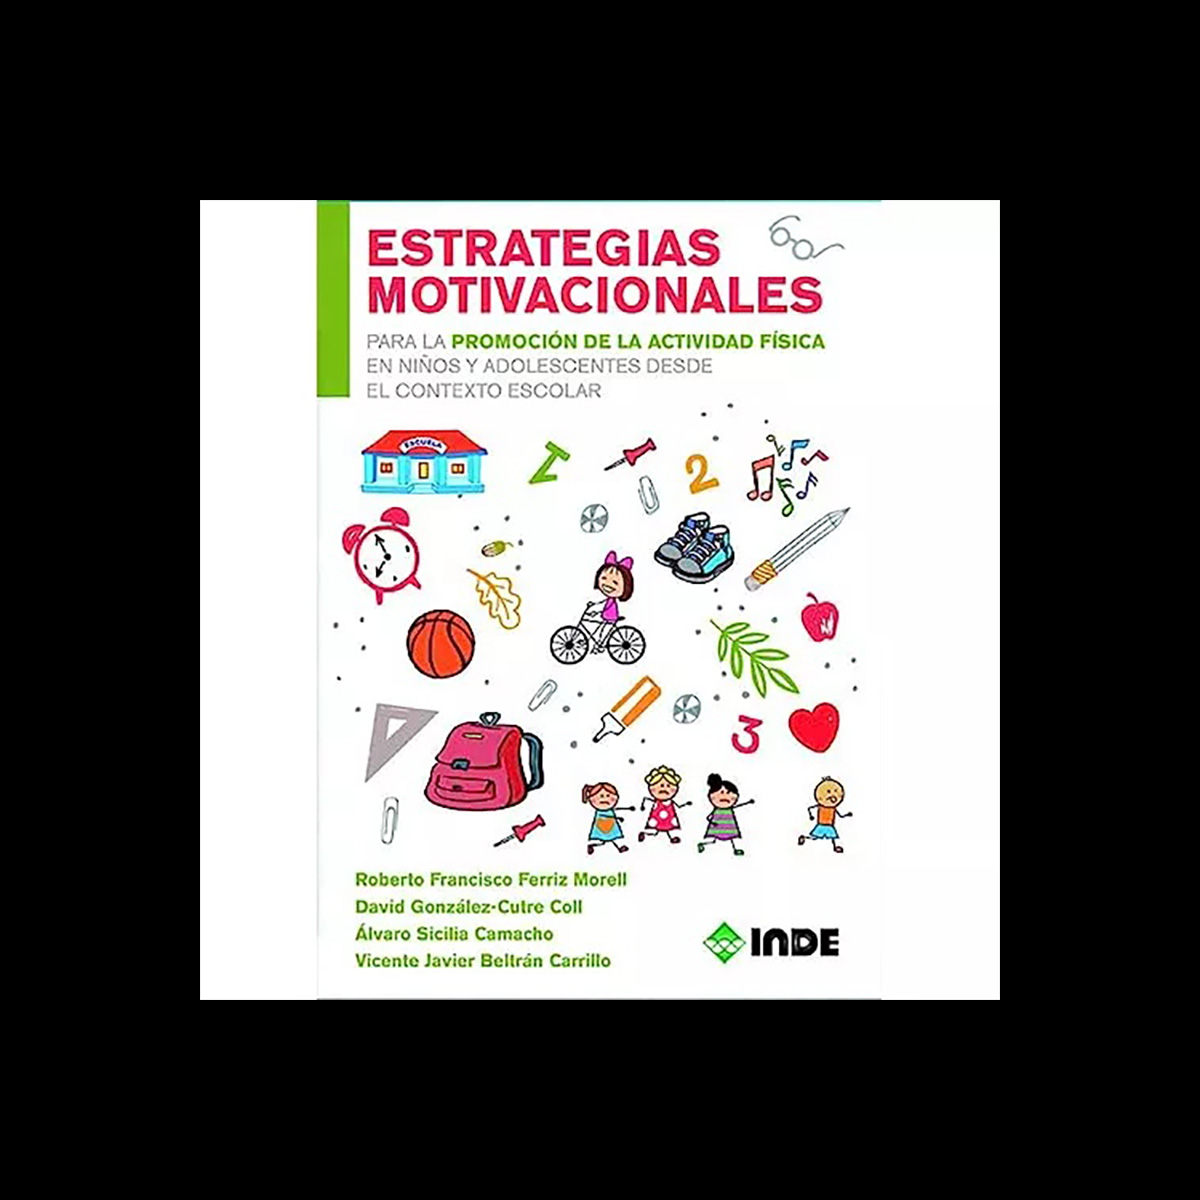 ESTRATEGIAS
MOTIVACIONALES
PARA LA PROMOCIÓN DE LA ACTIVIDAD FÍSICA
EN NIÑOS Y ADOLESCENTES DESDE
EL CONTEXTO ESCOLAR
ESCUELA
1
2
3
Roberto Francisco Ferriz Morell
David González-Cutre Coll
Álvaro Sicilia Camacho
Vicente Javier Beltrán Carrillo
INDE